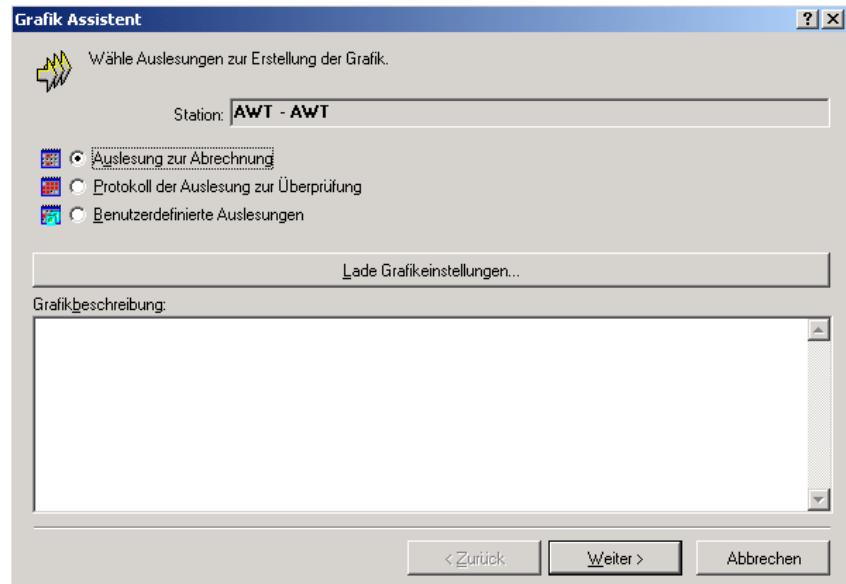 Grafik Assistent
Wähle Auslesungen zur Erstellung der Grafik.
Station: AWT - AWT
Auslesung zur Abrechnung
Protokoll der Auslesung zur Überprüfung
Benutzerdefinierte Auslesungen
Lade Grafikeinstellungen...
Grafikbeschreibung:
< Zurück
Weiter >
Abbrechen